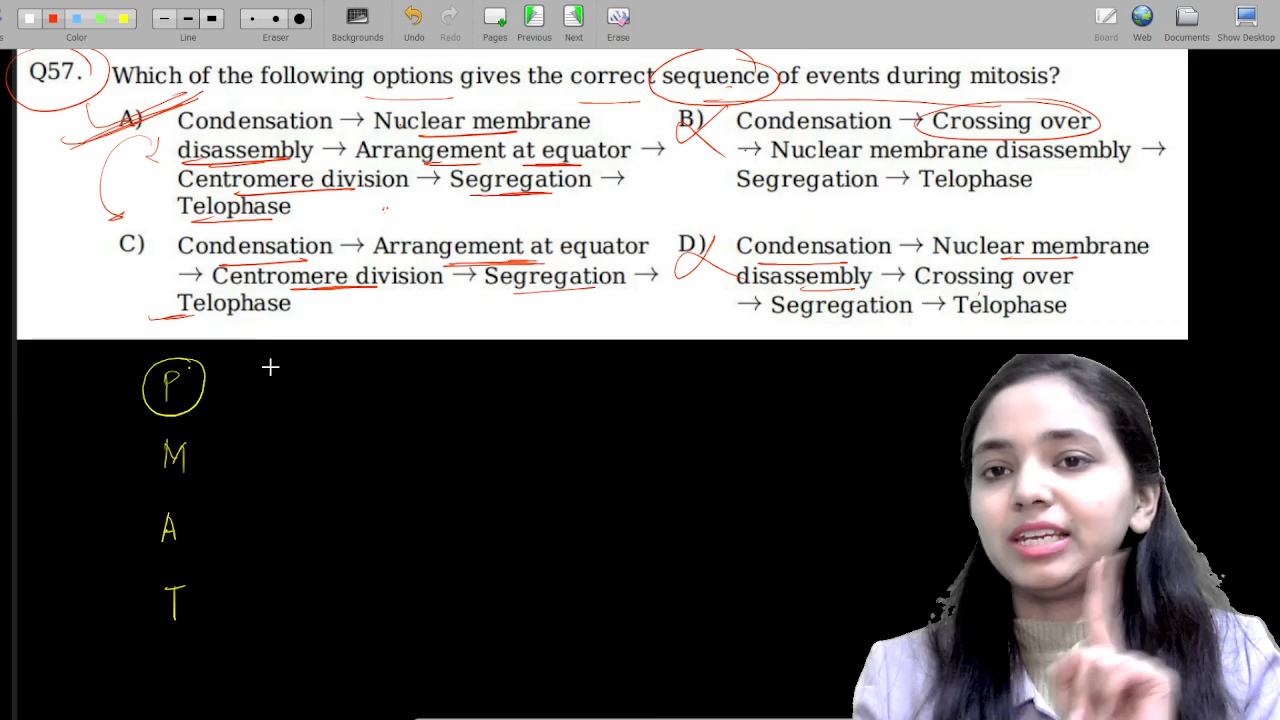 Color
Line
Eraser
Backgrounds
Undo
Redo
Pages
Previous
Next
Erase
Board
Web
Documents
Show Desktop
Q57. Which of the following options gives the correct sequence of events during mitosis?
A) Condensation → Nuclear membrane
disassembly → Arrangement at equator →
Centromere division → Segregation →
Telophase
B) Condensation → Crossing over
→ Nuclear membrane disassembly →
Segregation → Telophase
C) Condensation → Arrangement at equator
→ Centromere division → Segregation →
Telophase
D) Condensation → Nuclear membrane
disassembly → Crossing over
→ Segregation → Telophase
P
M
A
T